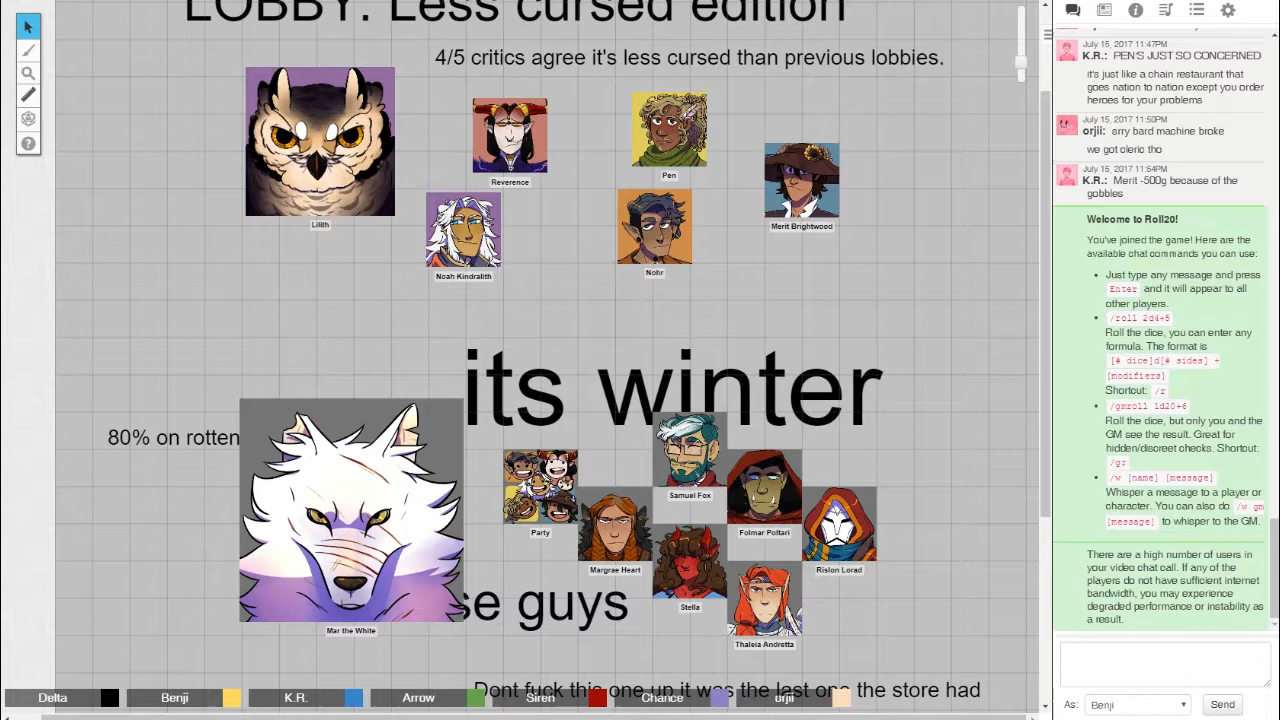 LOBBY: Less cursed edition
4/5 critics agree it's less cursed than previous lobbies.
Lilith
Reverence
Pen
Merit Brightwood
Noah Kindralith
Nohr
its winter
80% on rotten
Party
Samuel Fox
Folmar Poltari
Margrae Heart
Rislon Lorad
Stella
Thaleia Andretta
se guys
Mar the White
Dont fuck this one up it was the last one the store had
Delta
Benji
K.R.
Arrow
Siren
Chance
orjii
July 15, 2017 11:47PM
K.R.: PEN'S JUST SO CONCERNED
it's just like a chain restaurant that
goes nation to nation except you order
heroes for your problems
July 15, 2017 11:50PM
orjii: srry bard machine broke
we got cleric tho
July 15, 2017 11:54PM
K.R.: Merit -500g because of the
gobbles
Welcome to Roll20!
You've joined the game! Here are the
available chat commands you can use:
• Just type any message and press
Enter and it will appear to all
other players.
• /roll 2d4+5
Roll the dice, you can enter any
formula. The format is
[# dice]d[# sides] +
[modifiers]
Shortcut: /r
• /gmroll 1d20+6
Roll the dice, but only you and the
GM see the result. Great for
hidden/discreet checks. Shortcut:
/gr
• /w [name] [message]
Whisper a message to a player or
character. You can also do /w gm
[message] to whisper to the GM.
There are a high number of users in
your video chat call. If any of the
players do not have sufficient internet
bandwidth, you may experience
degraded performance or instability as
a result.
As: Benji
Send